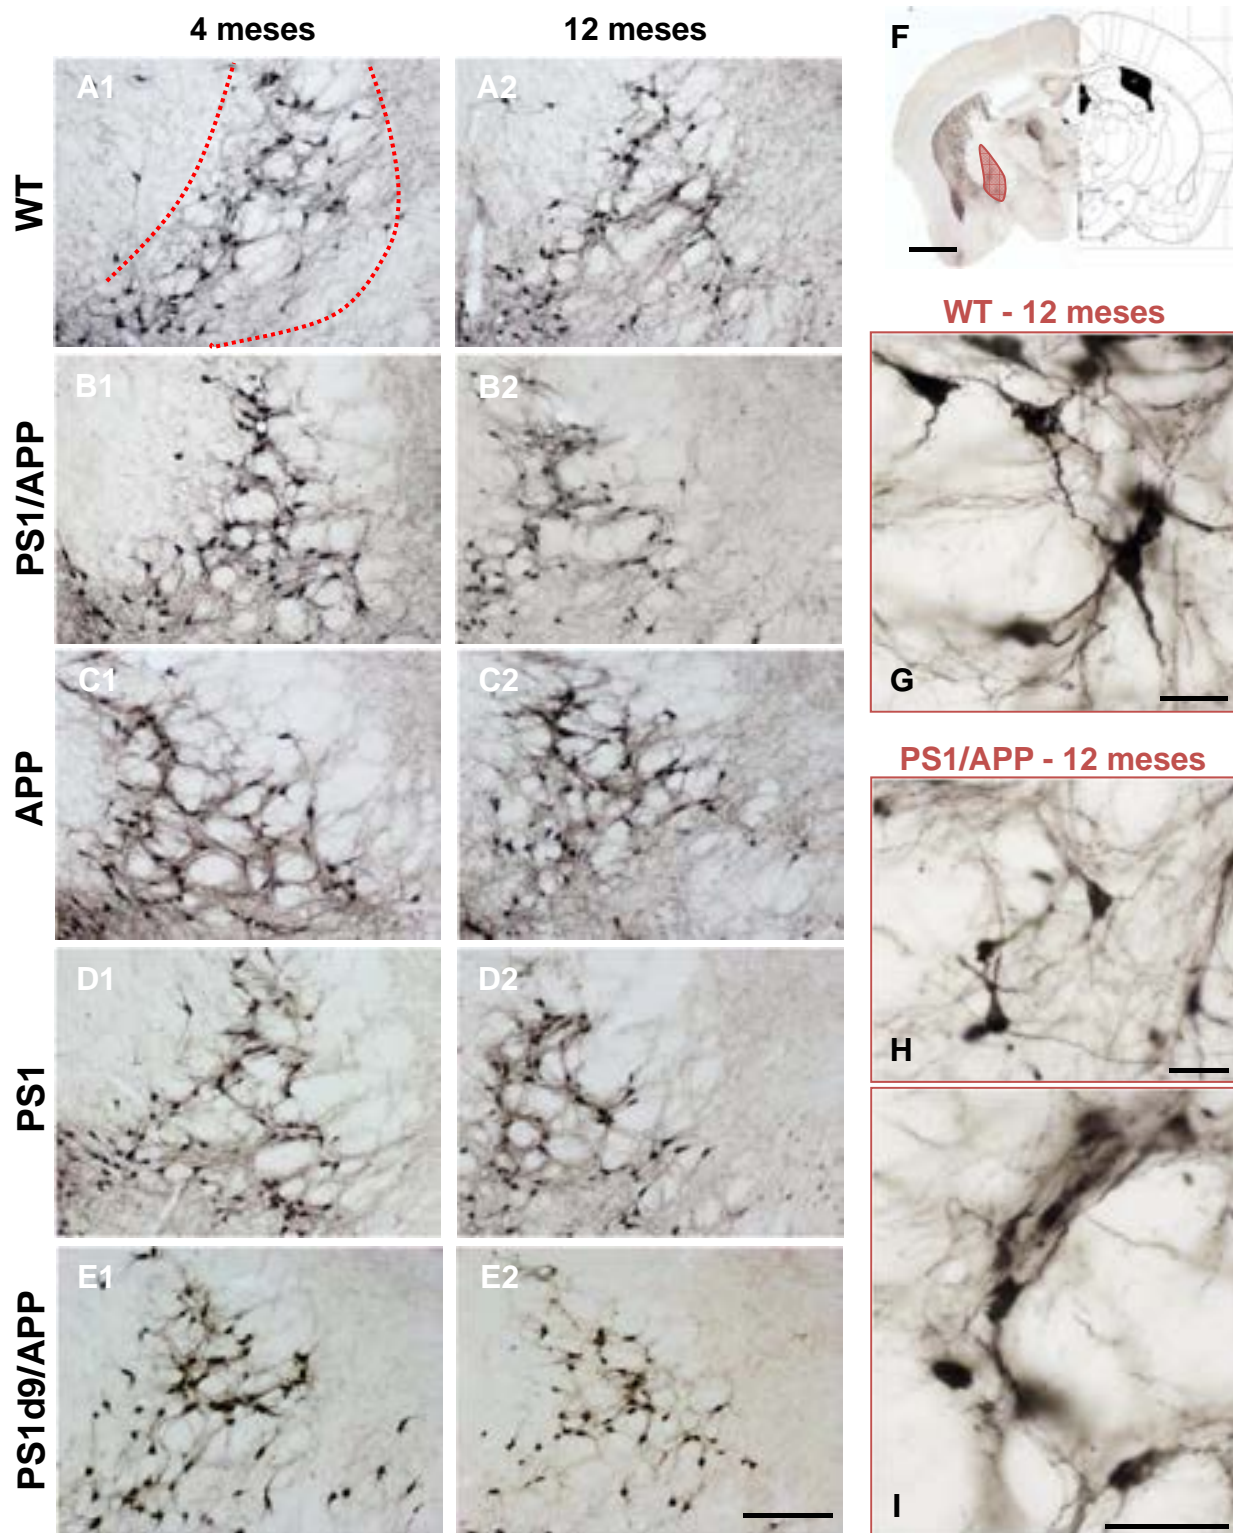 4 meses
12 meses
WT
A1
A2
PS1/APP
B1
B2
APP
C1
C2
PS1
D1
D2
PS1d9/APP
E1
E2
F
WT - 12 meses
G
PS1/APP - 12 meses
H
I